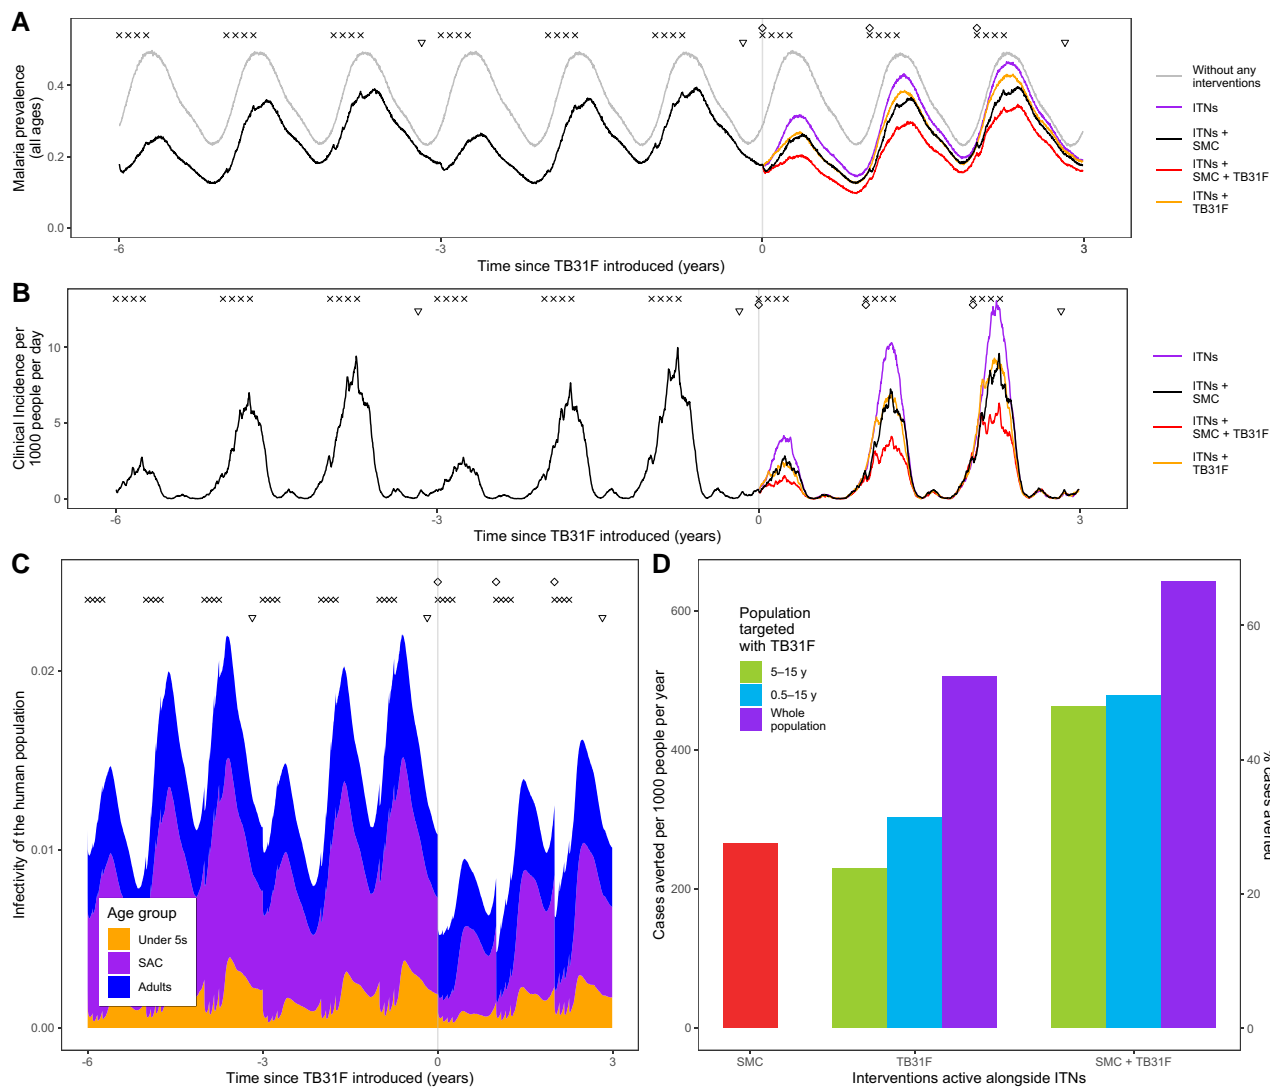 A
Malaria prevalence
(all ages)
0.4
0.2
0.0
-6
-3
0
3
Time since TB31F introduced (years)
Without any
interventions
ITNs
ITNs +
SMC
ITNs +
SMC + TB31F
ITNs +
TB31F
B
Clinical Incidence per
1000 people per day
10
5
0
-6
-3
0
3
Time since TB31F introduced (years)
ITNs
ITNs +
SMC
ITNs +
SMC + TB31F
ITNs +
TB31F
C
Infectivity of the human population
0.02
0.01
0.00
Age group
Under 5s
SAC
Adults
-6
-3
0
3
Time since TB31F introduced (years)
D
Cases averted per 1000 people per year
600
400
200
0
Population
targeted
with TB31F
5–15 y
0.5–15 y
Whole
population
60
40
20
0
% cases averted
SMC
TB31F
SMC + TB31F
Interventions active alongside ITNs